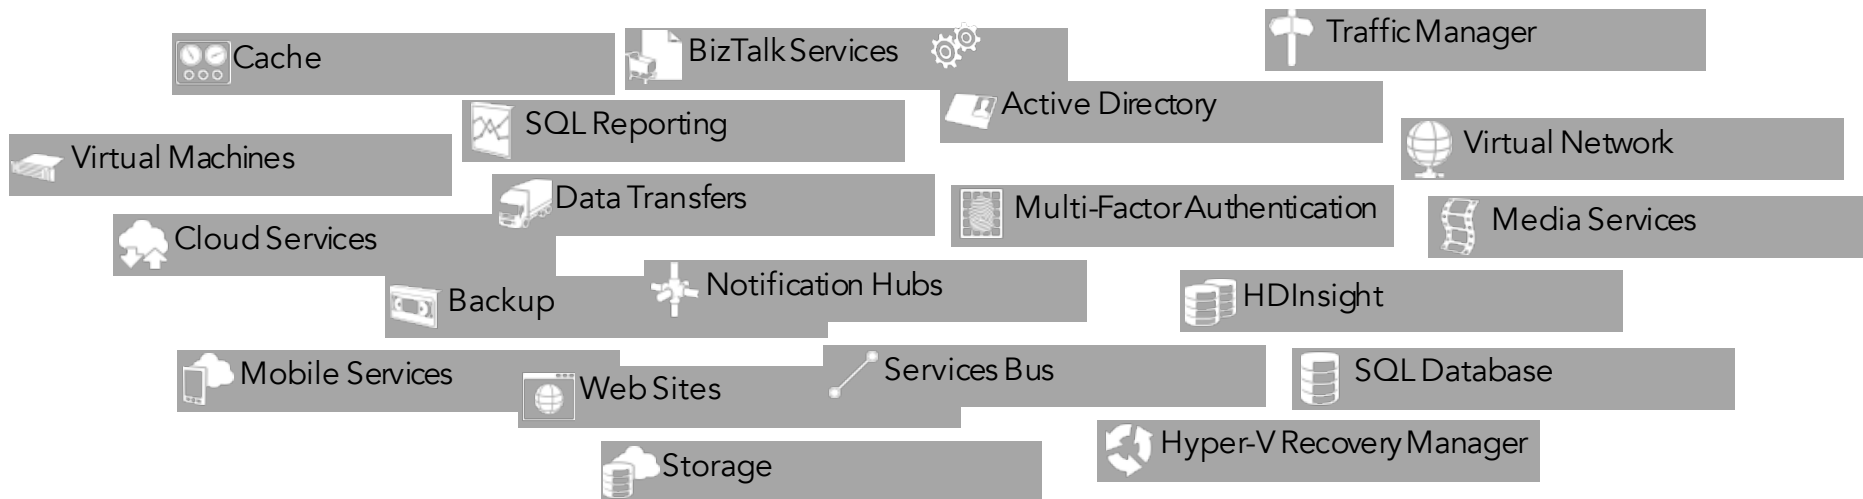 Traffic Manager
Cache
BizTalk Services
Active Directory
SQL Reporting
Virtual Network
Virtual Machines
Data Transfers
Multi-Factor Authentication
Media Services
Cloud Services
Notification Hubs
HDInsight
Backup
Mobile Services
Services Bus
SQL Database
Web Sites
Hyper-V Recovery Manager
Storage